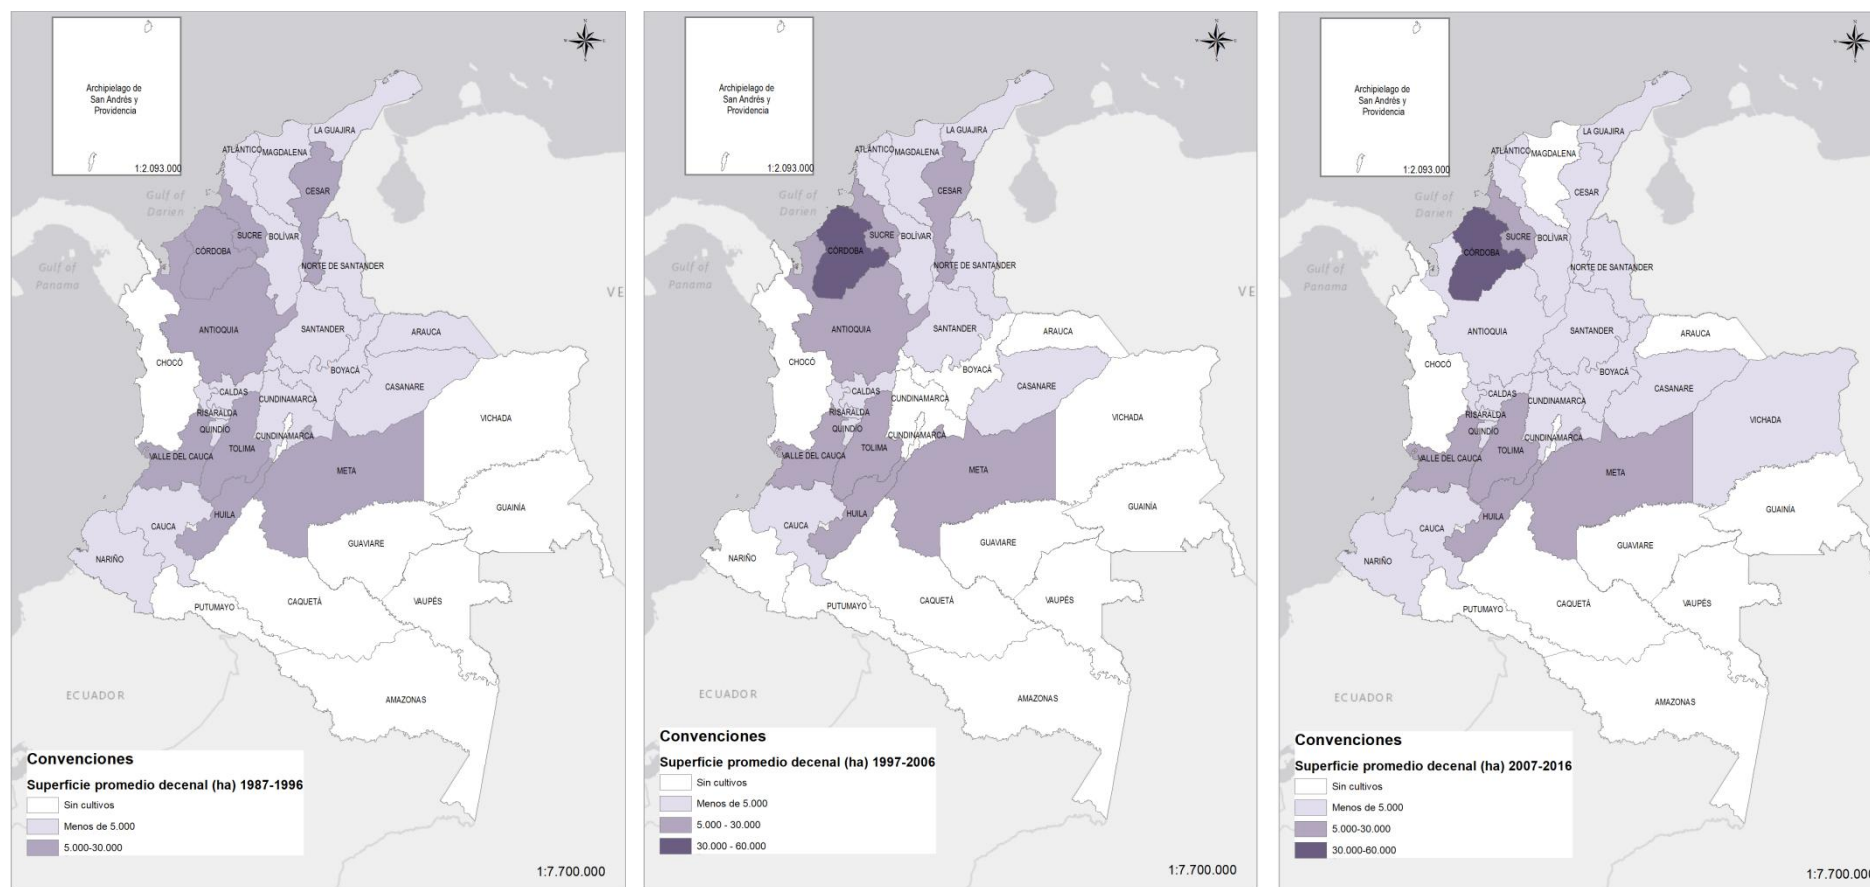 Archipielago de
San Andrés y
Providencia
1:2.093.000
LA GUAJIRA
ATLÁNTICO
MAGDALENA
CESAR
Gulf of
Darien
SUCRE
BOLÍVAR
CÓRDOBA
NORTE DE SANTANDER
Gulf of
Panama
VE
ANTIOQUIA
SANTANDER
ARAUCA
CHOCÓ
BOYACÁ
CALDAS
CASANARE
CUNDINAMARCA
RISARALDA
VICHADA
QUINDÍO
CUNDINAMARCA
TOLIMA
VALLE DEL CAUCA
META
GUAINÍA
HUILA
CAUCA
GUAVIARE
NARIÑO
PUTUMAYO
CAQUETÁ
VAUPÉS
ECUADOR
AMAZONAS
Convenciones
Superficie promedio decenal (ha) 1987-1996
Sin cultivos
Menos de 5.000
5.000-30.000
1:7.700.000
Archipielago de
San Andrés y
Providencia
1:2.093.000
LA GUAJIRA
ATLÁNTICO
MAGDALENA
CESAR
Gulf of
Darien
SUCRE
BOLÍVAR
CÓRDOBA
NORTE DE SANTANDER
Gulf of
Panama
VE
ANTIOQUIA
SANTANDER
ARAUCA
CHOCÓ
BOYACÁ
CALDAS
CASANARE
CUNDINAMARCA
RISARALDA
VICHADA
QUINDÍO
CUNDINAMARCA
TOLIMA
VALLE DEL CAUCA
META
GUAINÍA
HUILA
CAUCA
GUAVIARE
NARIÑO
PUTUMAYO
CAQUETÁ
VAUPÉS
ECUADOR
AMAZONAS
Convenciones
Superficie promedio decenal (ha) 1997-2006
Sin cultivos
Menos de 5.000
5.000 - 30.000
30.000 - 60.000
1:7.700.000
Archipielago de
San Andrés y
Providencia
1:2.093.000
LA GUAJIRA
ATLÁNTICO
MAGDALENA
CESAR
Gulf of
Darien
SUCRE
BOLÍVAR
CÓRDOBA
NORTE DE SANTANDER
Gulf of
Panama
ANTIOQUIA
SANTANDER
ARAUCA
CHOCÓ
BOYACÁ
CALDAS
CASANARE
CUNDINAMARCA
RISARALDA
VICHADA
QUINDÍO
CUNDINAMARCA
TOLIMA
VALLE DEL CAUCA
META
GUAINÍA
HUILA
CAUCA
GUAVIARE
NARIÑO
PUTUMAYO
CAQUETÁ
VAUPÉS
ECUADOR
AMAZONAS
Convenciones
Superficie promedio decenal (ha) 2007-2016
Sin cultivos
Menos de 5.000
5.000-30.000
30.000-60.000
1:7.700.00